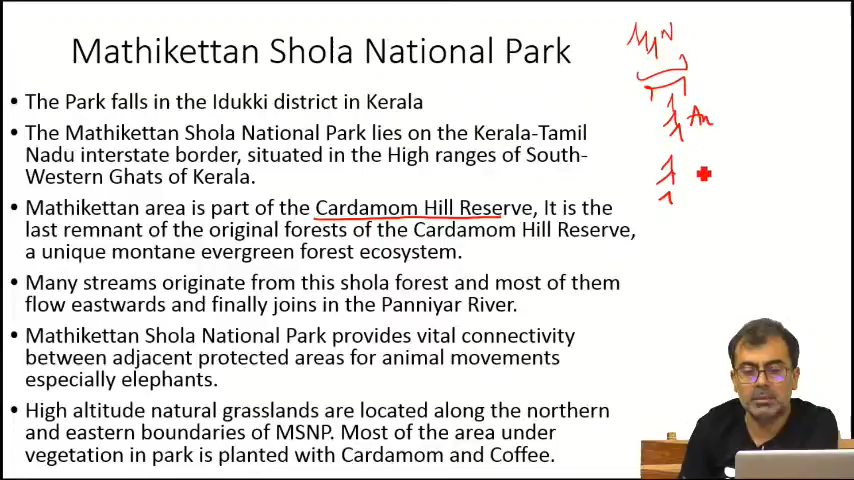 Mathikettan Shola National Park
• The Park falls in the Idukki district in Kerala
• The Mathikettan Shola National Park lies on the Kerala-Tamil
Nadu interstate border, situated in the High ranges of South-
Western Ghats of Kerala.
• Mathikettan area is part of the Cardamom Hill Reserve, It is the
last remnant of the original forests of the Cardamom Hill Reserve,
a unique montane evergreen forest ecosystem.
• Many streams originate from this shola forest and most of them
flow eastwards and finally joins in the Panniyar River.
• Mathikettan Shola National Park provides vital connectivity
between adjacent protected areas for animal movements
especially elephants.
• High altitude natural grasslands are located along the northern
and eastern boundaries of MSNP. Most of the area under
vegetation in park is planted with Cardamom and Coffee.